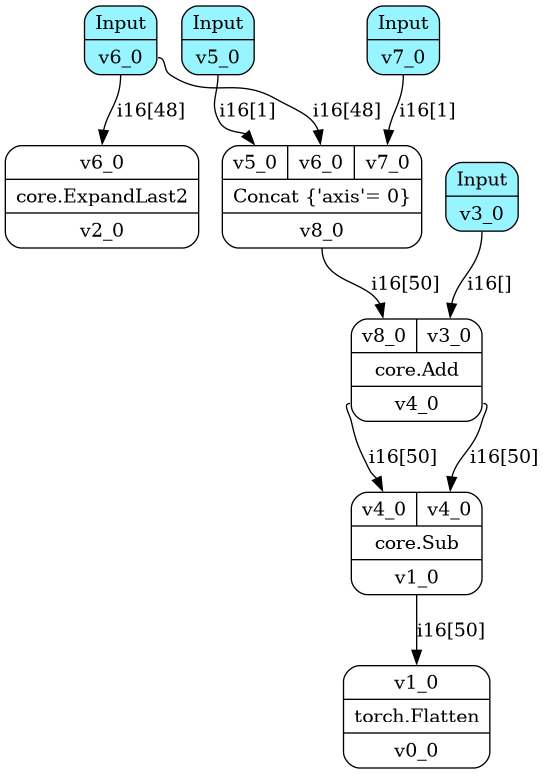 Input
v6_0
Input
v5_0
Input
v7_0
i16[48]
i16[1]
i16[48]
i16[1]
v6_0
core.ExpandLast2
v2_0
v5_0 v6_0 v7_0
Concat {'axis'= 0}
v8_0
Input
v3_0
i16[50]
i16[]
v8_0 v3_0
core.Add
v4_0
i16[50]
i16[50]
v4_0 v4_0
core.Sub
v1_0
i16[50]
v1_0
torch.Flatten
v0_0